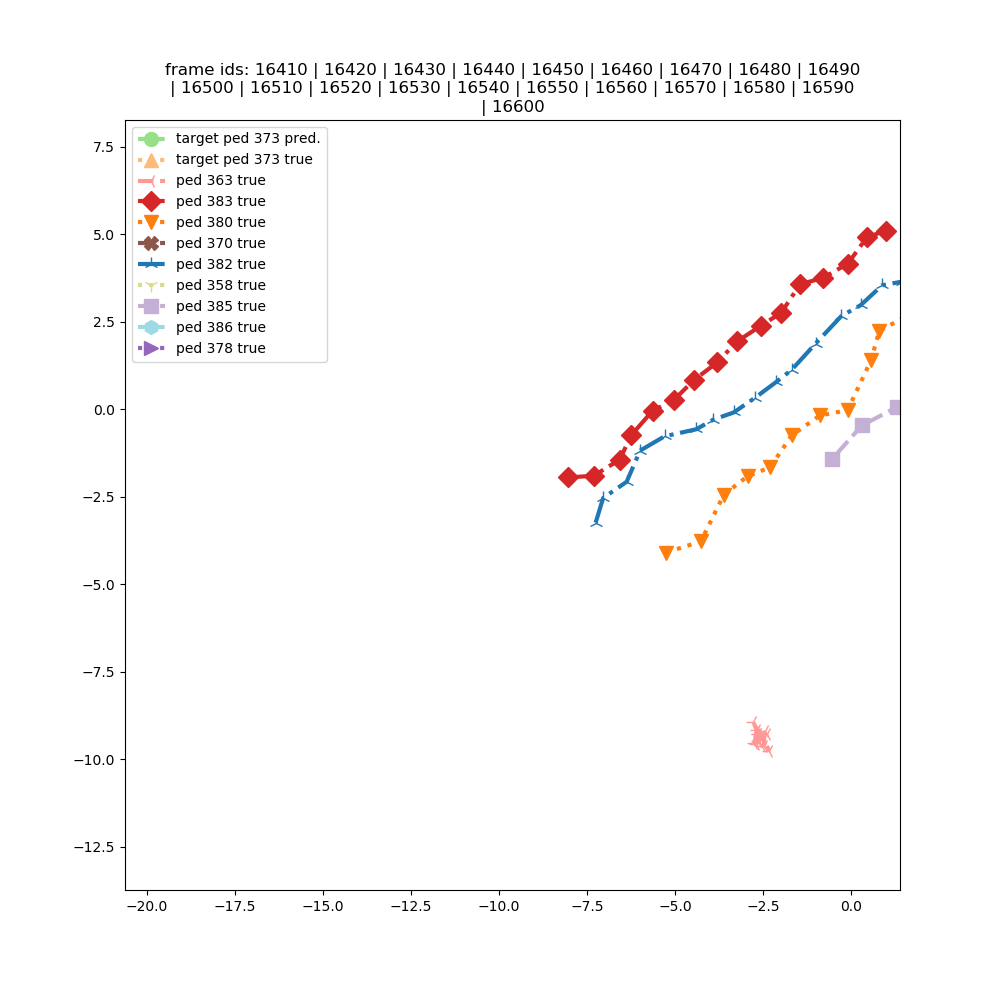 frame ids: 16410 | 16420 | 16430 | 16440 | 16450 | 16460 | 16470 | 16480 | 16490
| 16500 | 16510 | 16520 | 16530 | 16540 | 16550 | 16560 | 16570 | 16580 | 16590
| 16600
target ped 373 pred.
target ped 373 true
ped 363 true
ped 383 true
ped 380 true
ped 370 true
ped 382 true
ped 358 true
ped 385 true
ped 386 true
ped 378 true
7.5
5.0
2.5
0.0
−2.5
−5.0
−7.5
−10.0
−12.5
−20.0 −17.5 −15.0 −12.5 −10.0 −7.5 −5.0 −2.5 0.0